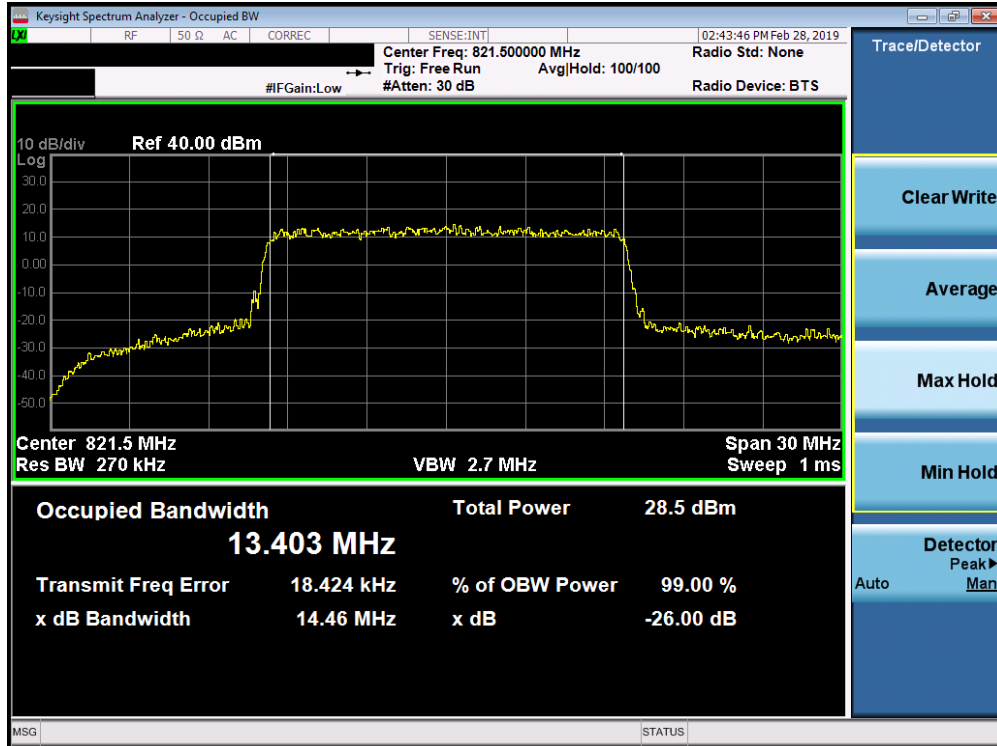 Keysight Spectrum Analyzer - Occupied BW
LXI RF 50 Ω AC CORREC SENSE:INT 02:43:46 PM Feb 28, 2019
Center Freq: 821.500000 MHz Radio Std: None
Trig: Free Run Avg|Hold: 100/100
#IFGain:Low #Atten: 30 dB Radio Device: BTS
10 dB/div Ref 40.00 dBm
Log
30.0
20.0
10.0
0.00
-10.0
-20.0
-30.0
-40.0
-50.0
Center 821.5 MHz Span 30 MHz
Res BW 270 kHz VBW 2.7 MHz Sweep 1 ms
Occupied Bandwidth Total Power 28.5 dBm
13.403 MHz
Transmit Freq Error 18.424 kHz % of OBW Power 99.00 %
x dB Bandwidth 14.46 MHz x dB -26.00 dB
MSG STATUS
Trace/Detector
Clear Write
Average
Max Hold
Min Hold
Detector
Peak
Auto Man